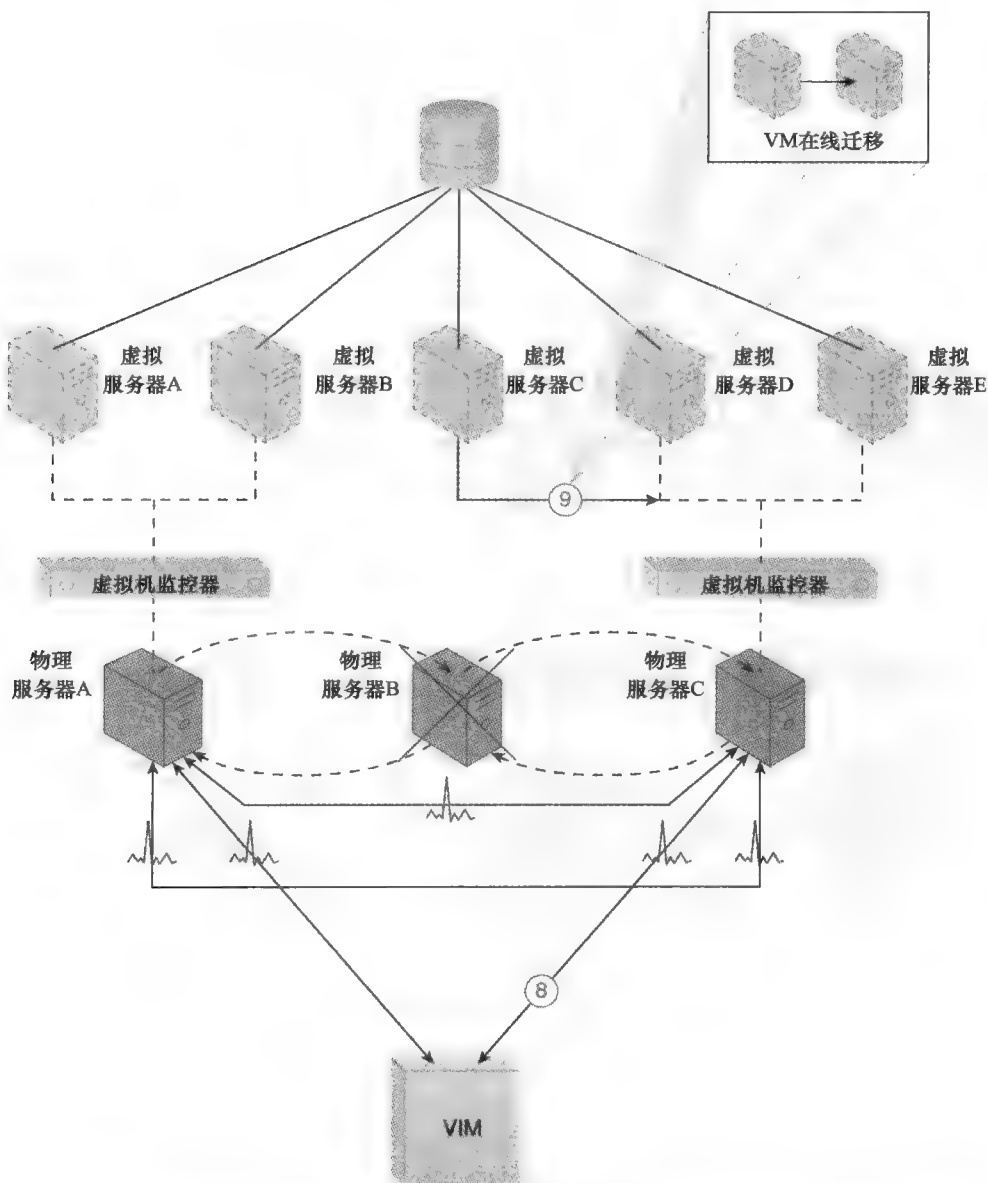 VM在线迁移
虚拟
服务器A
虚拟
服务器B
虚拟
服务器C
虚拟
服务器D
虚拟
服务器E
9
虚拟机监控器
虚拟机监控器
物理
服务器A
物理
服务器B
物理
服务器C
8
VIM